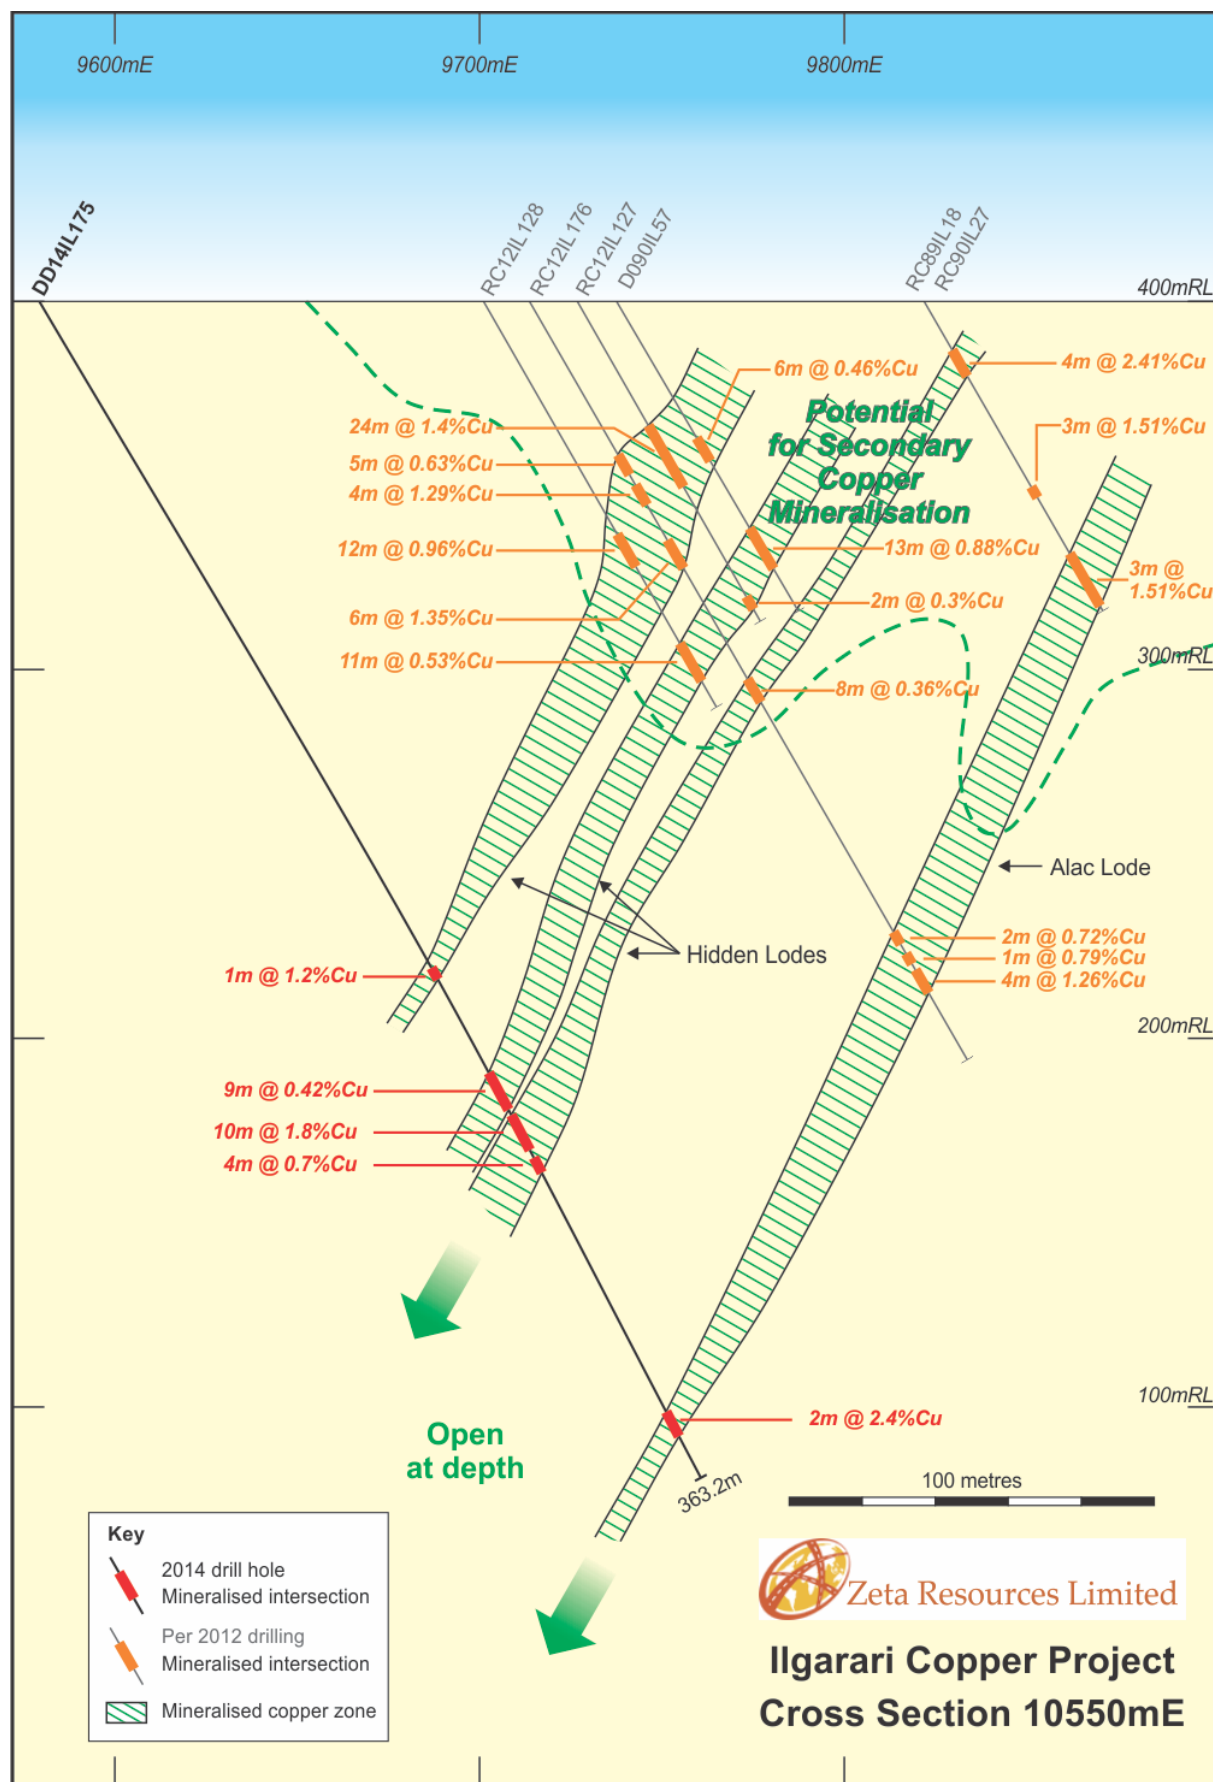 9600mE
9700mE
9800mE
DD14IL175
RC12IL128
RC12IL176
RC12IL127
D090IL57
RC89IL18
RC90IL27
400mRL
6m @ 0.46%Cu
4m @ 2.41%Cu
Potential
for Secondary
Copper
Mineralisation
24m @ 1.4%Cu
3m @ 1.51%Cu
5m @ 0.63%Cu
4m @ 1.29%Cu
12m @ 0.96%Cu
13m @ 0.88%Cu
3m @
1.51%Cu
2m @ 0.3%Cu
6m @ 1.35%Cu
11m @ 0.53%Cu
300mRL
8m @ 0.36%Cu
Alac Lode
2m @ 0.72%Cu
Hidden Lodes
1m @ 0.79%Cu
1m @ 1.2%Cu
4m @ 1.26%Cu
200mRL
9m @ 0.42%Cu
10m @ 1.8%Cu
4m @ 0.7%Cu
100mRL
2m @ 2.4%Cu
Open
at depth
363.2m
100 metres
Key
2014 drill hole
Mineralised intersection
Per 2012 drilling
Mineralised intersection
Mineralised copper zone
Zeta Resources Limited
Ilgarari Copper Project
Cross Section 10550mE